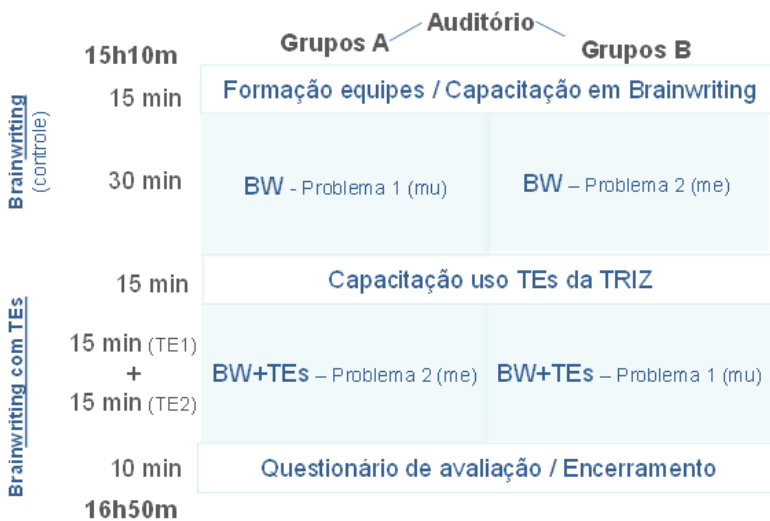 Auditório
Grupos A
Grupos B
15h10m
Brainwriting
(controle)
15 min
Formação equipes / Capacitação em Brainwriting
30 min
BW - Problema 1 (mu)
BW – Problema 2 (me)
Brainwriting com TEs
15 min
Capacitação uso TEs da TRIZ
15 min (TE1)
+
15 min (TE2)
BW+TEs – Problema 2 (me)
BW+TEs – Problema 1 (mu)
10 min
Questionário de avaliação / Encerramento
16h50m